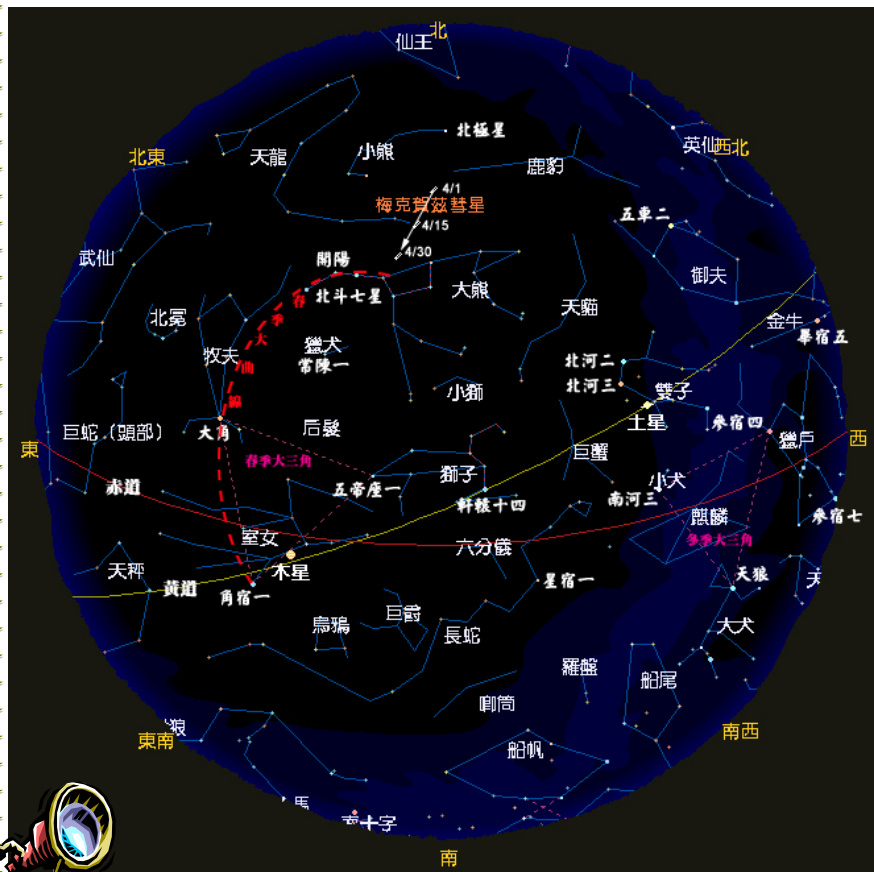 北
仙王
北極星
英仙
西北
北東
天龍
小熊
鹿豹
4/1
梅克賀茲彗星
4/15
五車二
4/30
武仙
開陽
御夫
北斗七星
大熊
天貓
春季大曲線
北冕
金牛
畢宿五
獵犬
牧夫
常陳一
北河二
北河三
小獅
雙子
土星
參宿四
巨蛇〔頭部〕
大角
后髮
獵戶
西
東
春季大三角
巨蟹
獅子
小犬
赤道
五帝座一
軒轅十四
南河三
麒麟
參宿七
室女
六分儀
冬季大三角
天秤
木星
黃道
角宿一
星宿一
天狼
天
烏鴉
巨爵
長蛇
大犬
羅盤
船尾
唧筒
狼
東南
船帆
南西
馬
十字
南